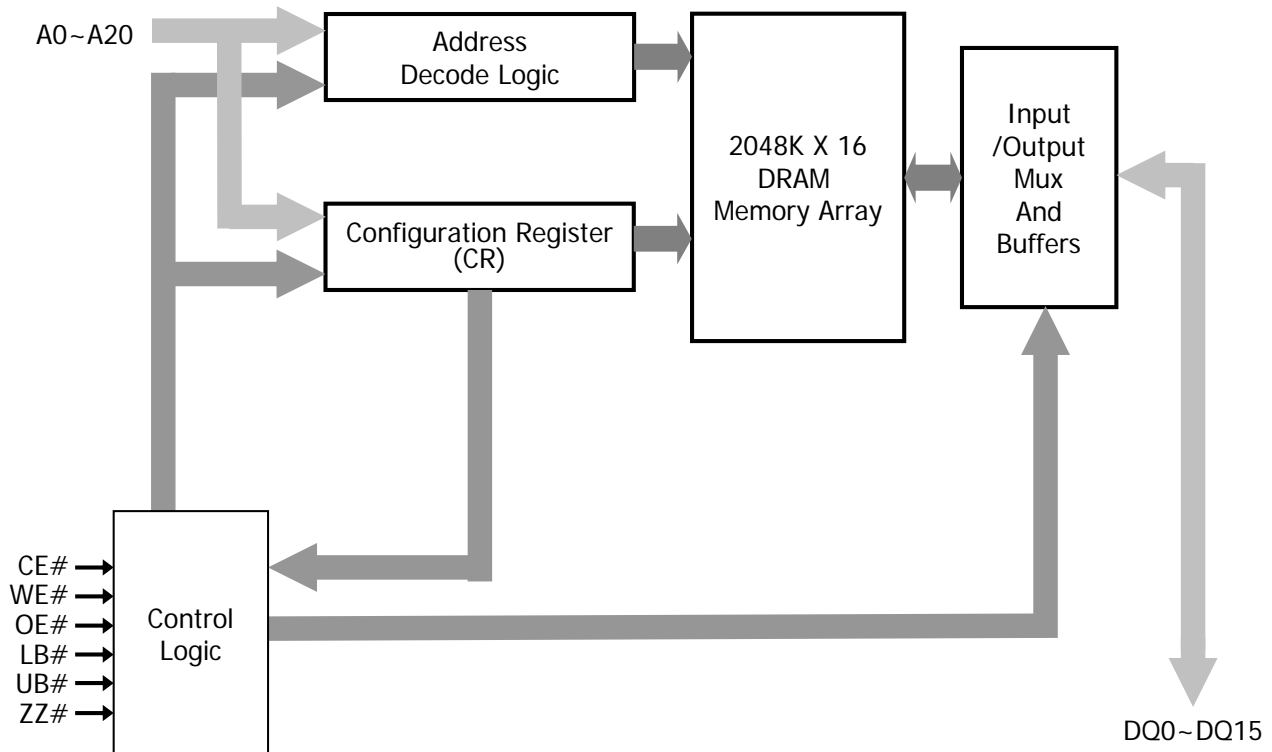 A0~A20
Address
Decode Logic
2048K X 16
DRAM
Memory Array
Input
/Output
Mux
And
Buffers
Configuration Register
(CR)
CE#
WE#
OE#
LB#
UB#
ZZ#
Control
Logic
DQ0~DQ15